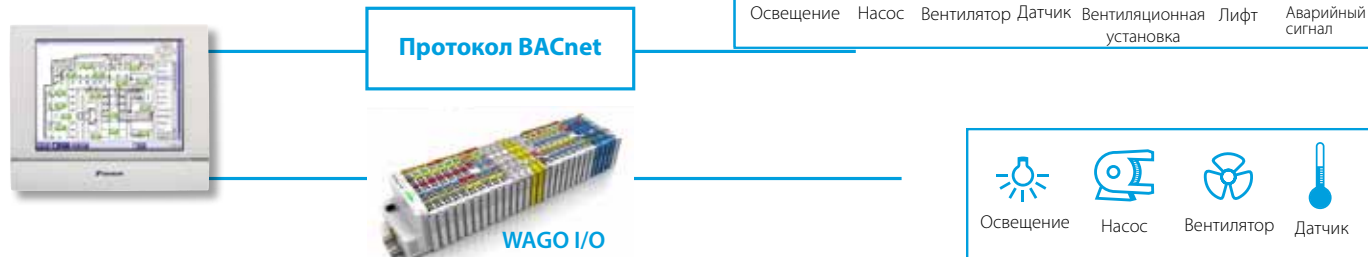 Освещение Насос Вентилятор Датчик Вентиляционная установка Лифт Аварийный сигнал
Протокол BACnet
WAGO I/O
Освещение Насос Вентилятор Датчик